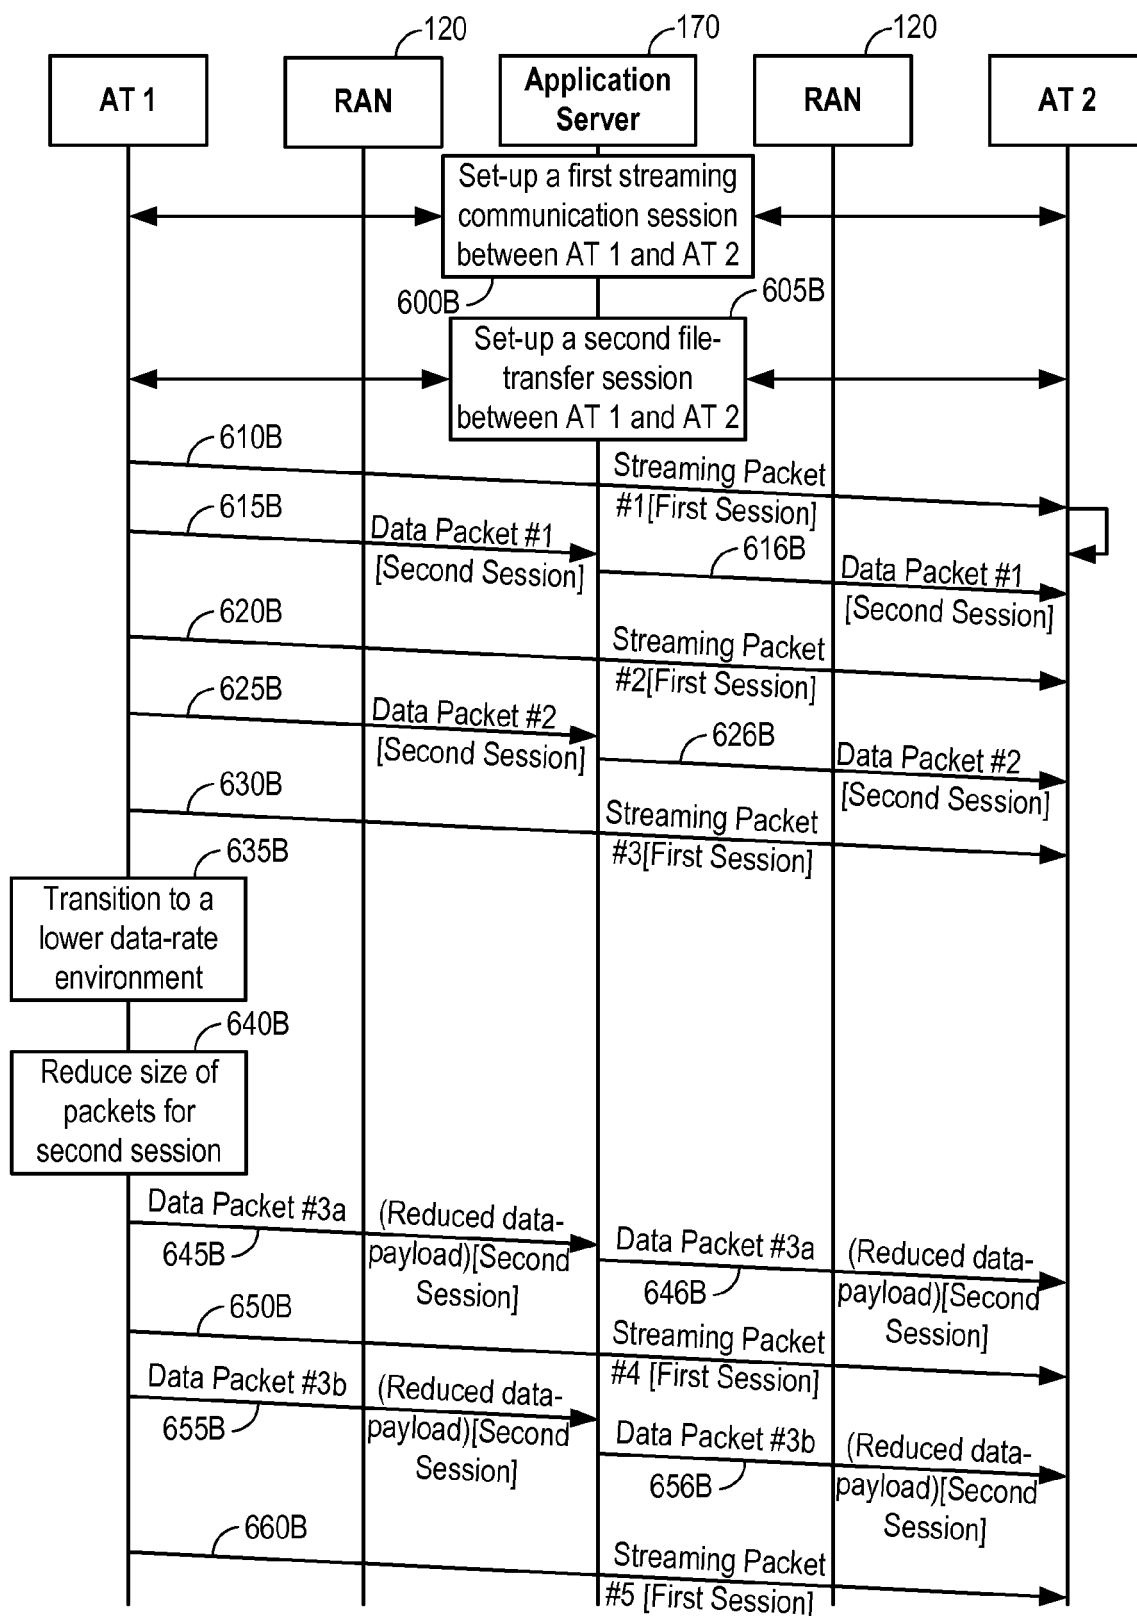 120
170
120
AT 1
RAN
Application
Server
RAN
AT 2
Set-up a first streaming
communication session
between AT 1 and AT 2
600B
605B
Set-up a second file-
transfer session
between AT 1 and AT 2
610B
Streaming Packet
#1[First Session]
615B
Data Packet #1
[Second Session]
616B
Data Packet #1
[Second Session]
620B
Streaming Packet
#2[First Session]
625B
Data Packet #2
[Second Session]
626B
Data Packet #2
[Second Session]
630B
Streaming Packet
#3[First Session]
635B
Transition to a
lower data-rate
environment
640B
Reduce size of
packets for
second session
Data Packet #3a
(Reduced data-
payload)[Second
Session]
645B
Data Packet #3a
(Reduced data-
payload)[Second
Session]
646B
650B
Streaming Packet
#4 [First Session]
Data Packet #3b
(Reduced data-
payload)[Second
Session]
655B
Data Packet #3b
(Reduced data-
payload)[Second
Session]
656B
660B
Streaming Packet
#5 [First Session]